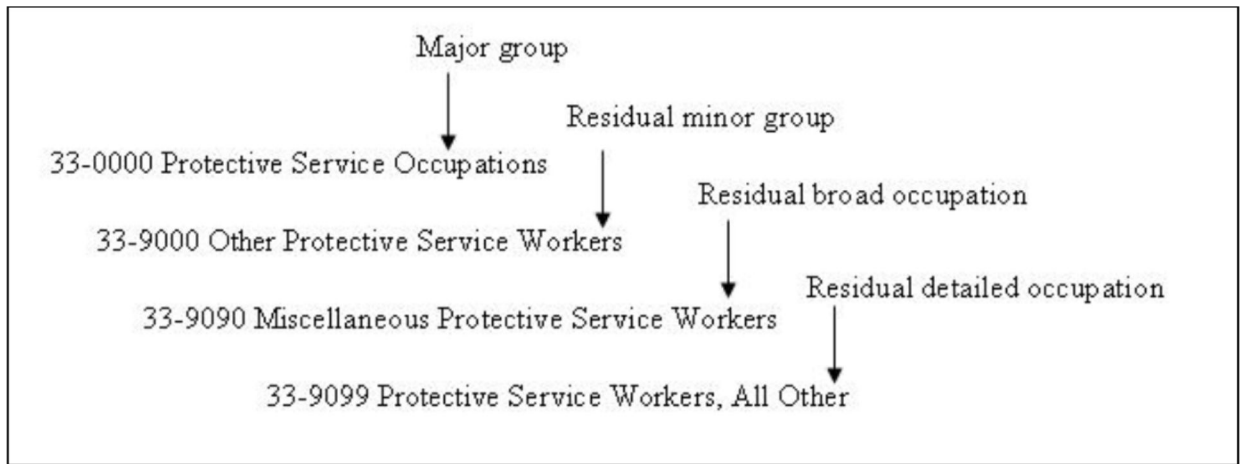 Major group
Residual minor group
33-0000 Protective Service Occupations
Residual broad occupation
33-9000 Other Protective Service Workers
Residual detailed occupation
33-9090 Miscellaneous Protective Service Workers
33-9099 Protective Service Workers, All Other